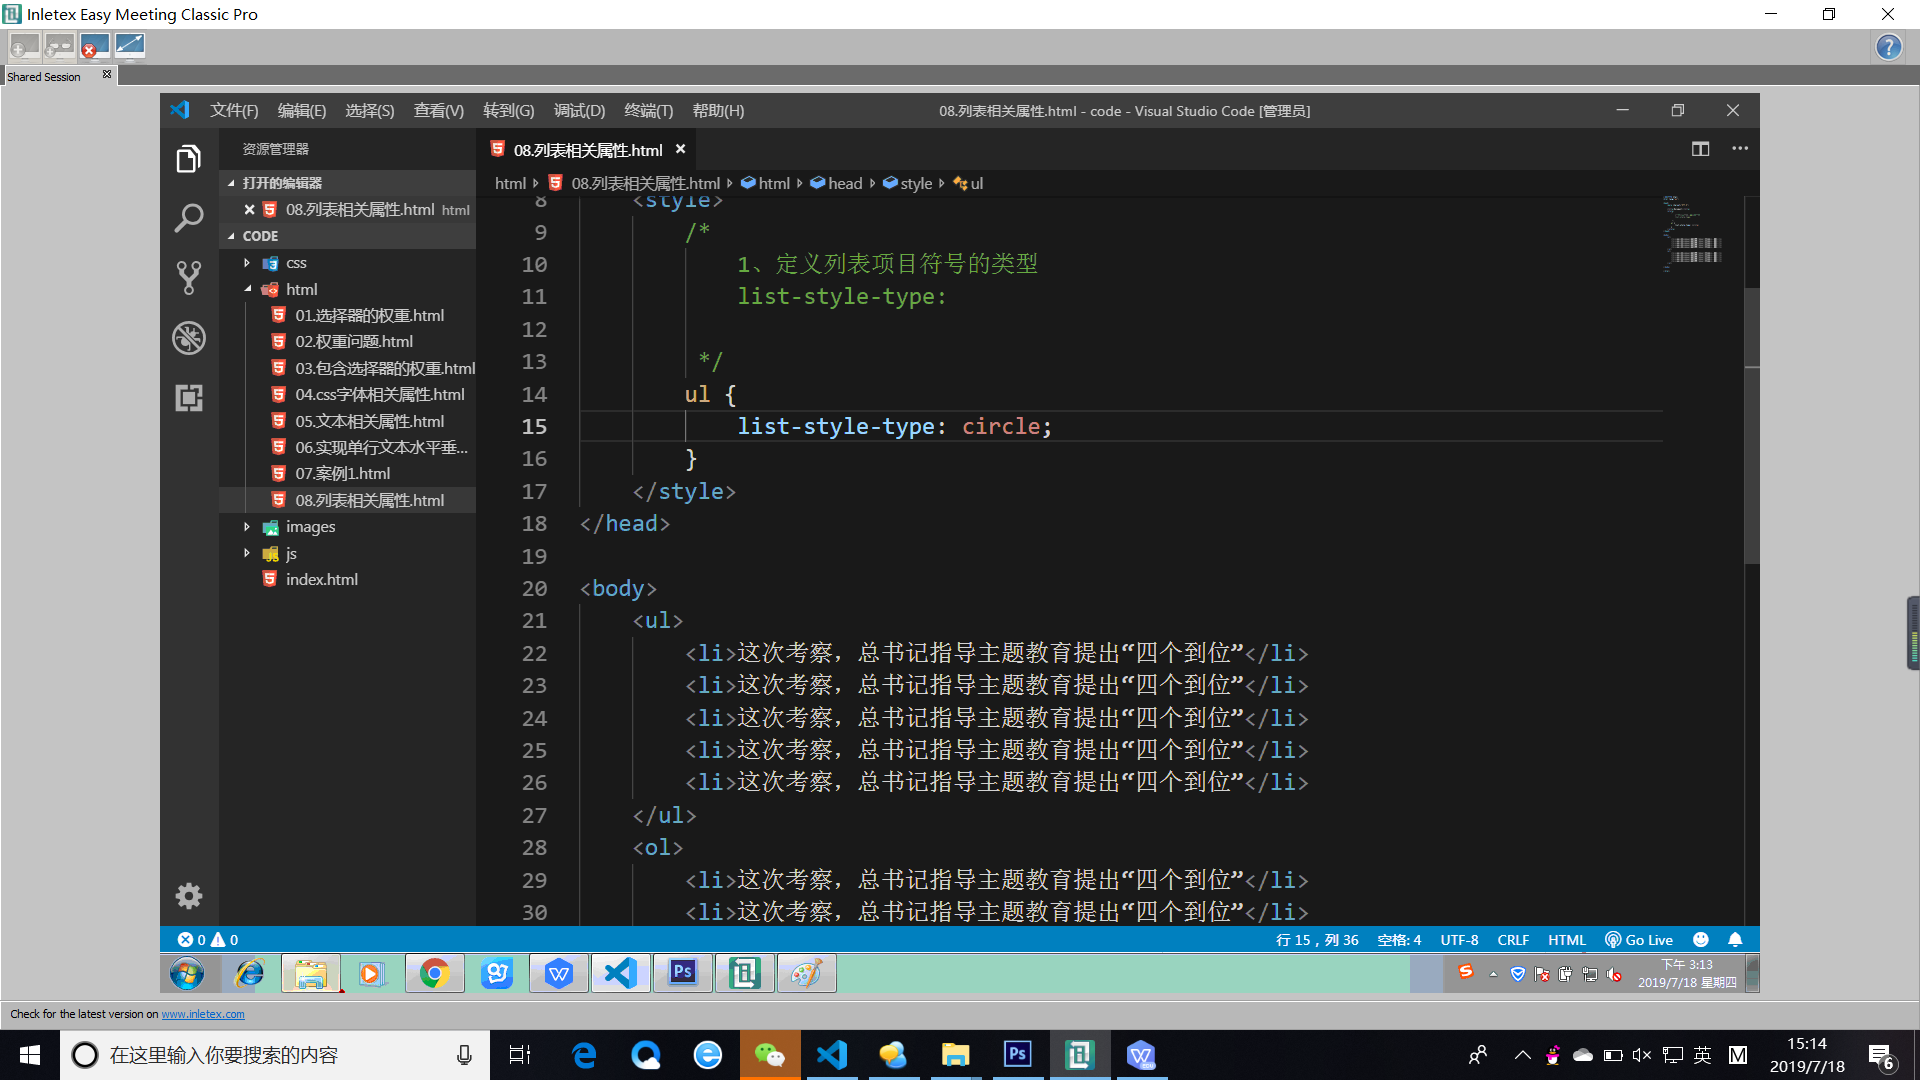 Inletex Easy Meeting Classic Pro
Shared Session
文件(F) 编辑(E) 选择(S) 查看(V) 转到(G) 调试(D) 终端(T) 帮助(H)
08.列表相关属性.html - code - Visual Studio Code [管理员]
资源管理器
打开的编辑器
08.列表相关属性.html html
CODE
css
html
01.选择器的权重.html
02.权重问题.html
03.包含选择器的权重.html
04.css字体相关属性.html
05.文本相关属性.html
06.实现单行文本水平垂...
07.案例1.html
08.列表相关属性.html
images
js
index.html
08.列表相关属性.html
html 08.列表相关属性.html html head style ul
8 <style>
9 /*
10 1、定义列表项目符号的类型
11 list-style-type:
12
13 */
14 ul {
15 list-style-type: circle;
16 }
17 </style>
18 </head>
19
20 <body>
21 <ul>
22 <li>这次考察，总书记指导主题教育提出“四个到位”</li>
23 <li>这次考察，总书记指导主题教育提出“四个到位”</li>
24 <li>这次考察，总书记指导主题教育提出“四个到位”</li>
25 <li>这次考察，总书记指导主题教育提出“四个到位”</li>
26 <li>这次考察，总书记指导主题教育提出“四个到位”</li>
27 </ul>
28 <ol>
29 <li>这次考察，总书记指导主题教育提出“四个到位”</li>
30 <li>这次考察，总书记指导主题教育提出“四个到位”</li>
0 0
行 15，列 36 空格: 4 UTF-8 CRLF HTML Go Live
Ps
下午 3:13
2019/7/18 星期四
Check for the latest version on www.inletex.com
在这里输入你要搜索的内容
Ps
英 M
15:14
2019/7/18
6